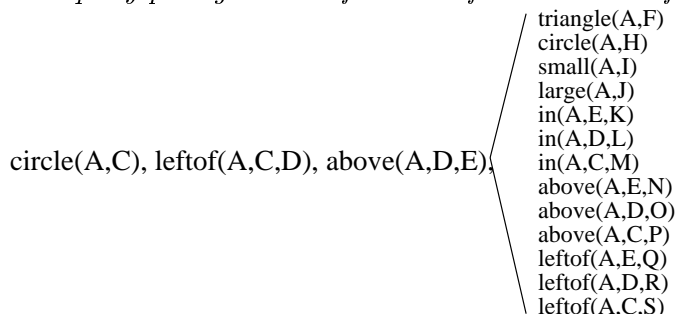 triangle(A,F)
circle(A,H)
small(A,I)
large(A,J)
in(A,E,K)
in(A,D,L)
circle(A,C), leftof(A,C,D), above(A,D,E),
in(A,C,M)
above(A,E,N)
above(A,D,O)
above(A,C,P)
leftof(A,E,Q)
leftof(A,D,R)
leftof(A,C,S)